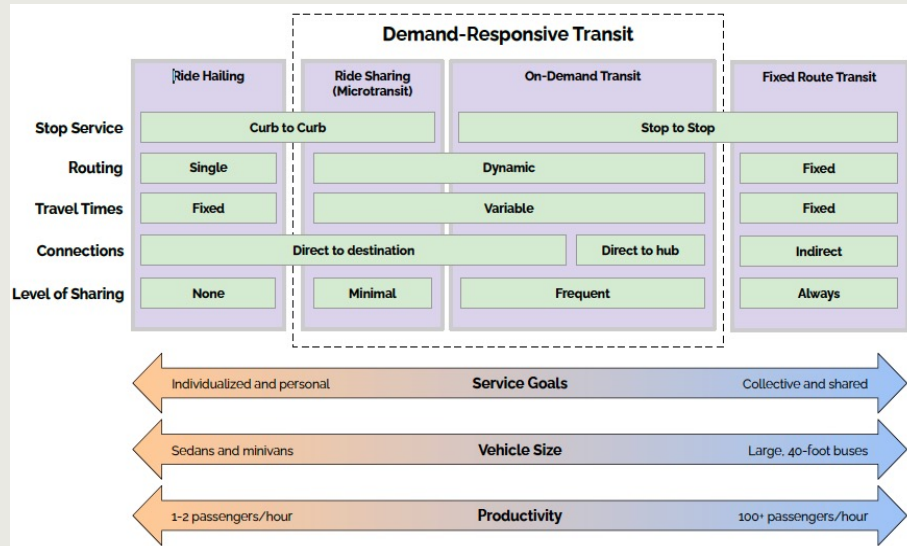 Demand-Responsive Transit
Ride Hailing
Ride Sharing
(Microtransit)
On-Demand Transit
Fixed Route Transit
Stop Service
Curb to Curb
Stop to Stop
Routing
Single
Dynamic
Fixed
Travel Times
Fixed
Variable
Fixed
Connections
Direct to destination
Direct to hub
Indirect
Level of Sharing
None
Minimal
Frequent
Always
Individualized and personal
Service Goals
Collective and shared
Sedans and minivans
Vehicle Size
Large, 40-foot buses
1-2 passengers/hour
Productivity
100+ passengers/hour